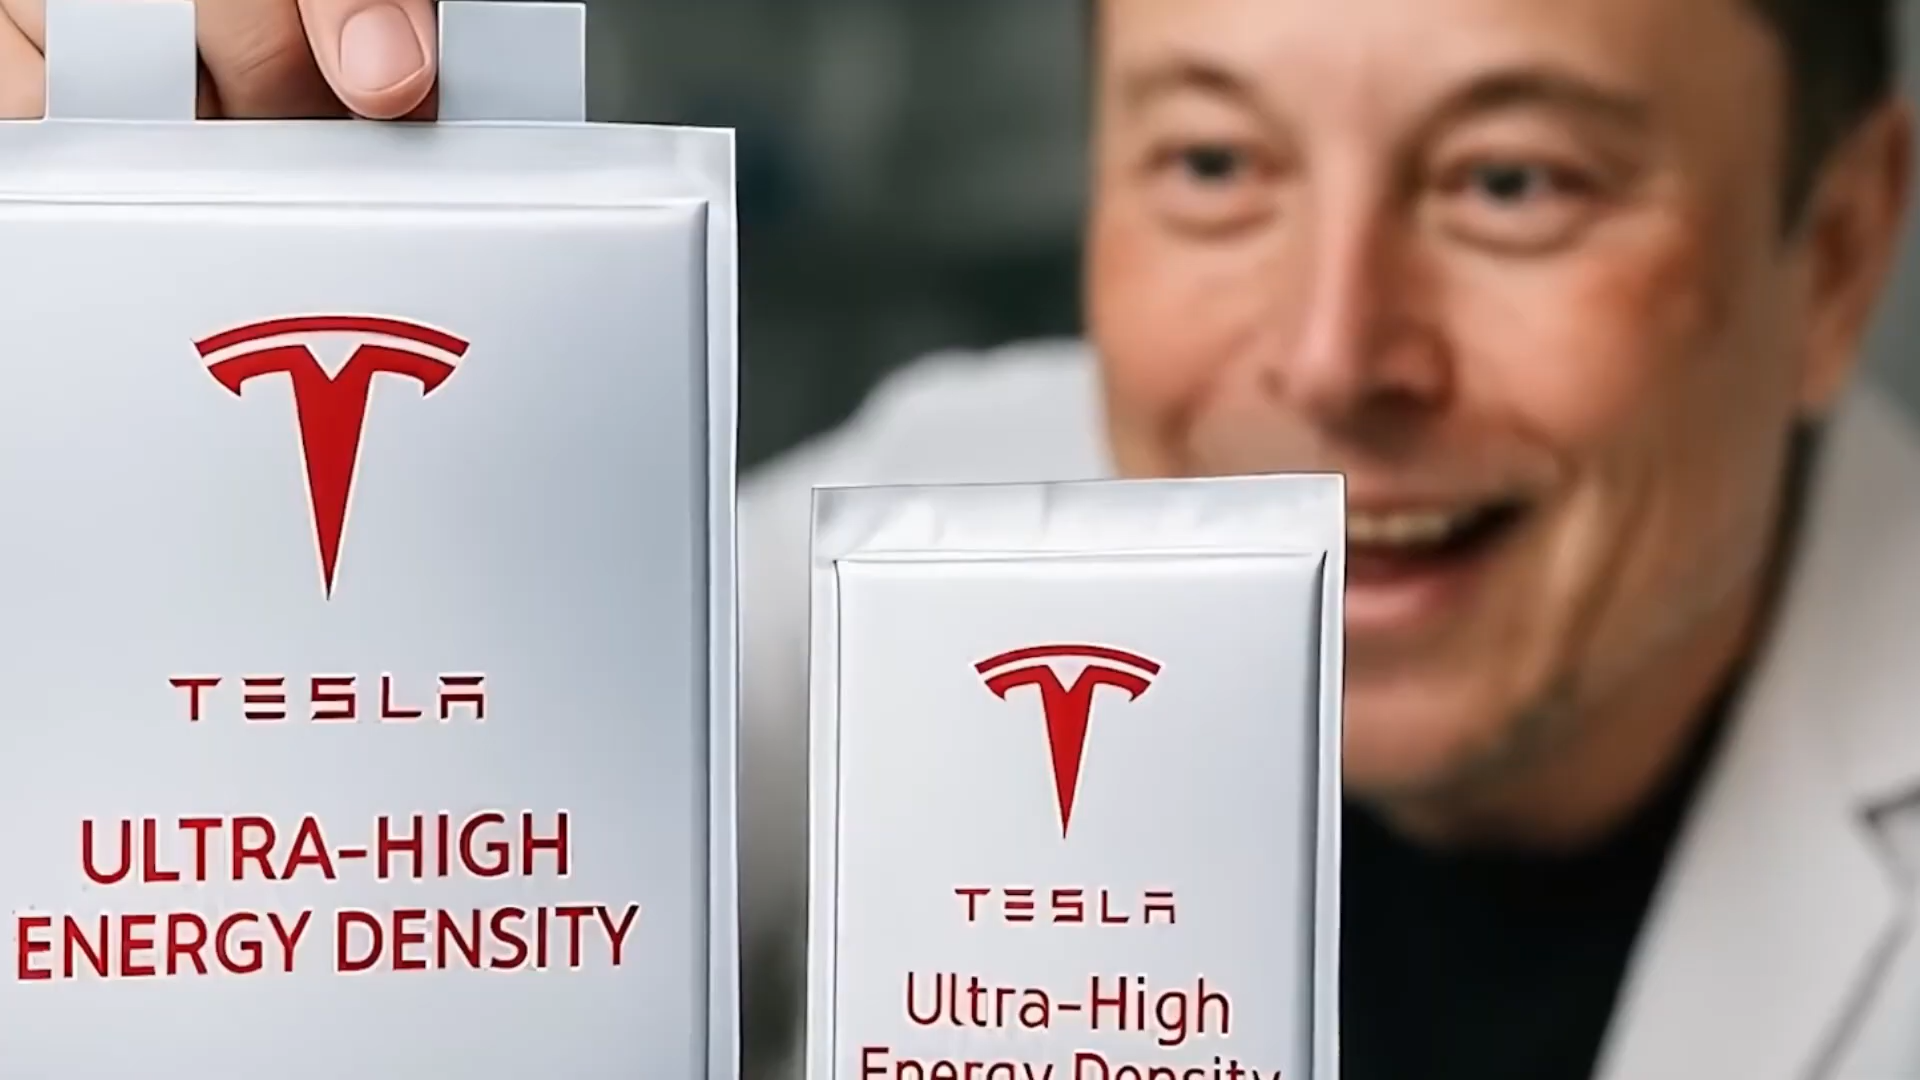 TESLA
ULTRA-HIGH
ENERGY DENSITY
TESLA
Ultra-High
Energy Density